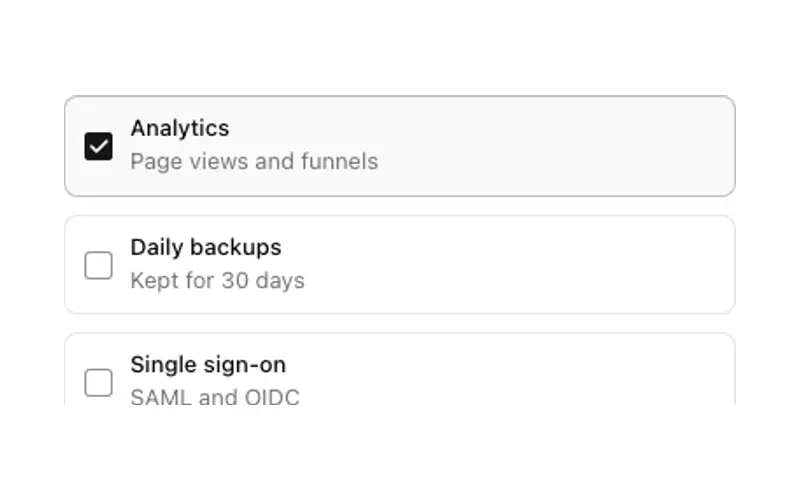 Analytics
Page views and funnels
Daily backups
Kept for 30 days
Single sign-on
SAML and OIDC